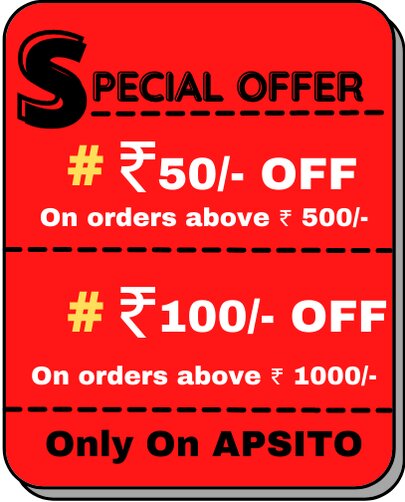 SPECIAL OFFER
# ₹50/- OFF
On orders above ₹ 500/-
# ₹100/- OFF
On orders above ₹ 1000/-
Only On APSITO